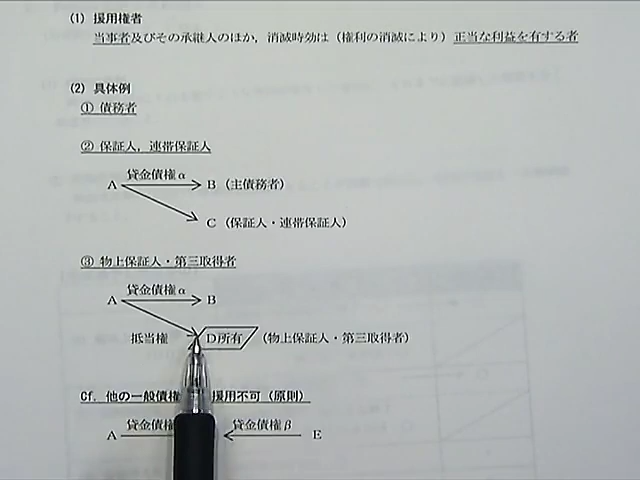 (1) 援用権者
当事者及びその承継人のほか，消滅時効は（権利の消滅により）正当な利益を有する者
(2) 具体例
① 債務者
② 保証人，連帯保証人
貸金債権α
A B（主債務者）
C（保証人・連帯保証人）
③ 物上保証人・第三取得者
貸金債権α
A B
抵当権 D所有（物上保証人・第三取得者）
Cf. 他の一般債権 援用不可（原則）
貸金債権 貸金債権β
A E